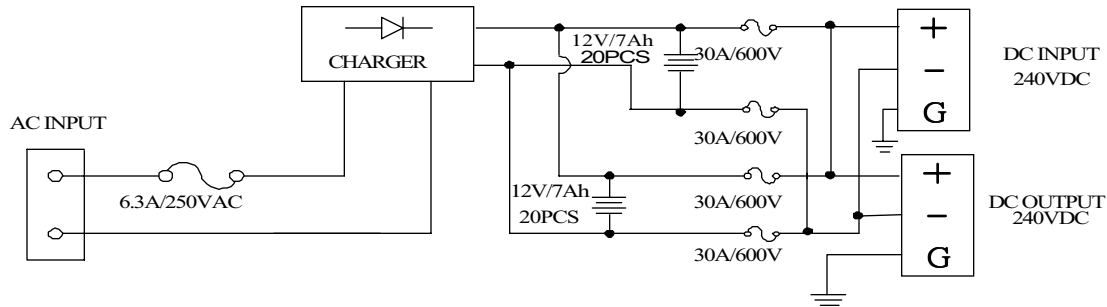 12V/7Ah
20PCS
30A/600V
+
−
G
DC INPUT
240VDC
CHARGER
AC INPUT
30A/600V
6.3A/250VAC
12V/7Ah
20PCS
30A/600V
+
−
G
DC OUTPUT
240VDC
30A/600V